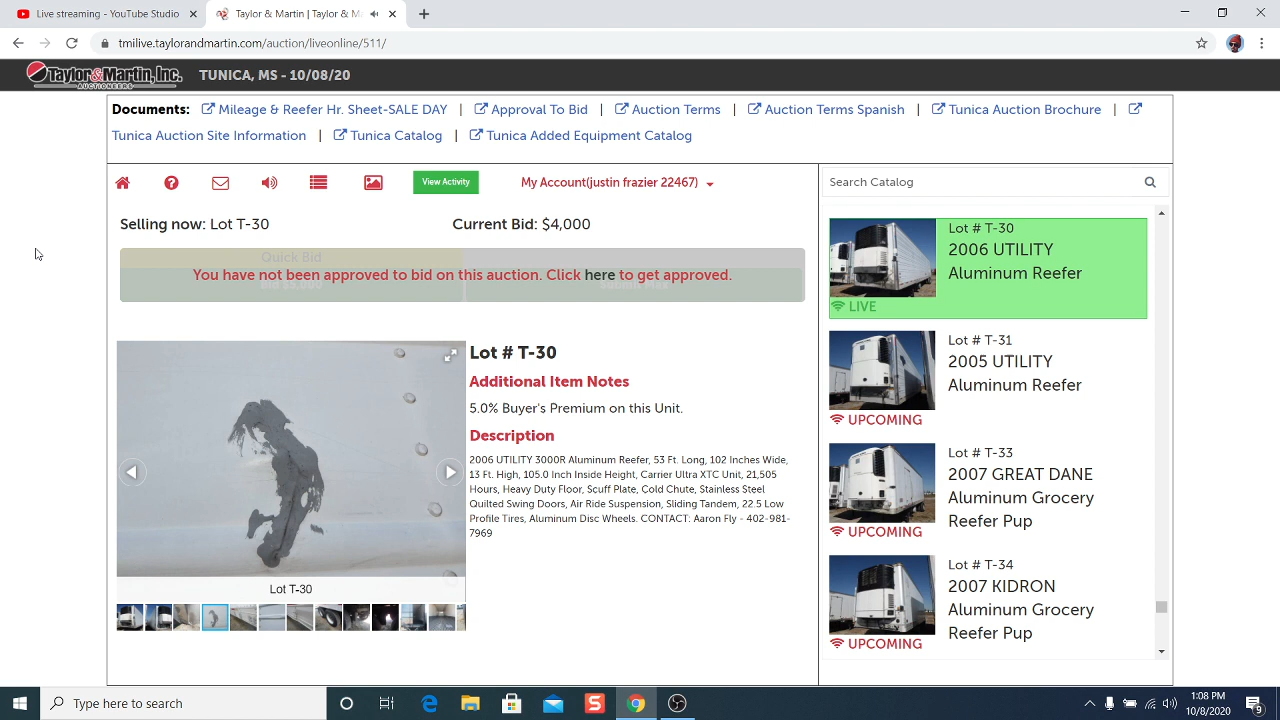 Live streaming - YouTube
Taylor & Martin | Taylor & M
tmlive.taylorandmartin.com/auction/liveonline/511/
Taylor&Martin, Inc.
AUCTIONEERS
TUNICA, MS - 10/08/20
Documents: Mileage & Reefer Hr. Sheet-SALE DAY | Approval To Bid | Auction Terms | Auction Terms Spanish | Tunica Auction Brochure |
Tunica Auction Site Information | Tunica Catalog | Tunica Added Equipment Catalog
View Activity
My Account(justin frazier 22467)
Selling now: Lot T-30
Current Bid: $4,000
Quick Bid
You have not been approved to bid on this auction. Click here to get approved.
Bid $5,000
Submit Max
Lot # T-30
Additional Item Notes
5.0% Buyer's Premium on this Unit.
Description
2006 UTILITY 3000R Aluminum Reefer, 53 Ft. Long, 102 Inches Wide,
13 Ft. High, 105.0 Inch Inside Height, Carrier Ultra XTC Unit, 21,505
Hours, Heavy Duty Floor, Scuff Plate, Cold Chute, Stainless Steel
Quilted Swing Doors, Air Ride Suspension, Sliding Tandem, 22.5 Low
Profile Tires, Aluminum Disc Wheels. CONTACT: Aaron Fly - 402-981-
7969
Lot T-30
Search Catalog
Lot # T-30
2006 UTILITY
Aluminum Reefer
LIVE
Lot # T-31
2005 UTILITY
Aluminum Reefer
UPCOMING
Lot # T-33
2007 GREAT DANE
Aluminum Grocery
Reefer Pup
UPCOMING
Lot # T-34
2007 KIDRON
Aluminum Grocery
Reefer Pup
UPCOMING
Type here to search
1:08 PM
10/8/2020
9